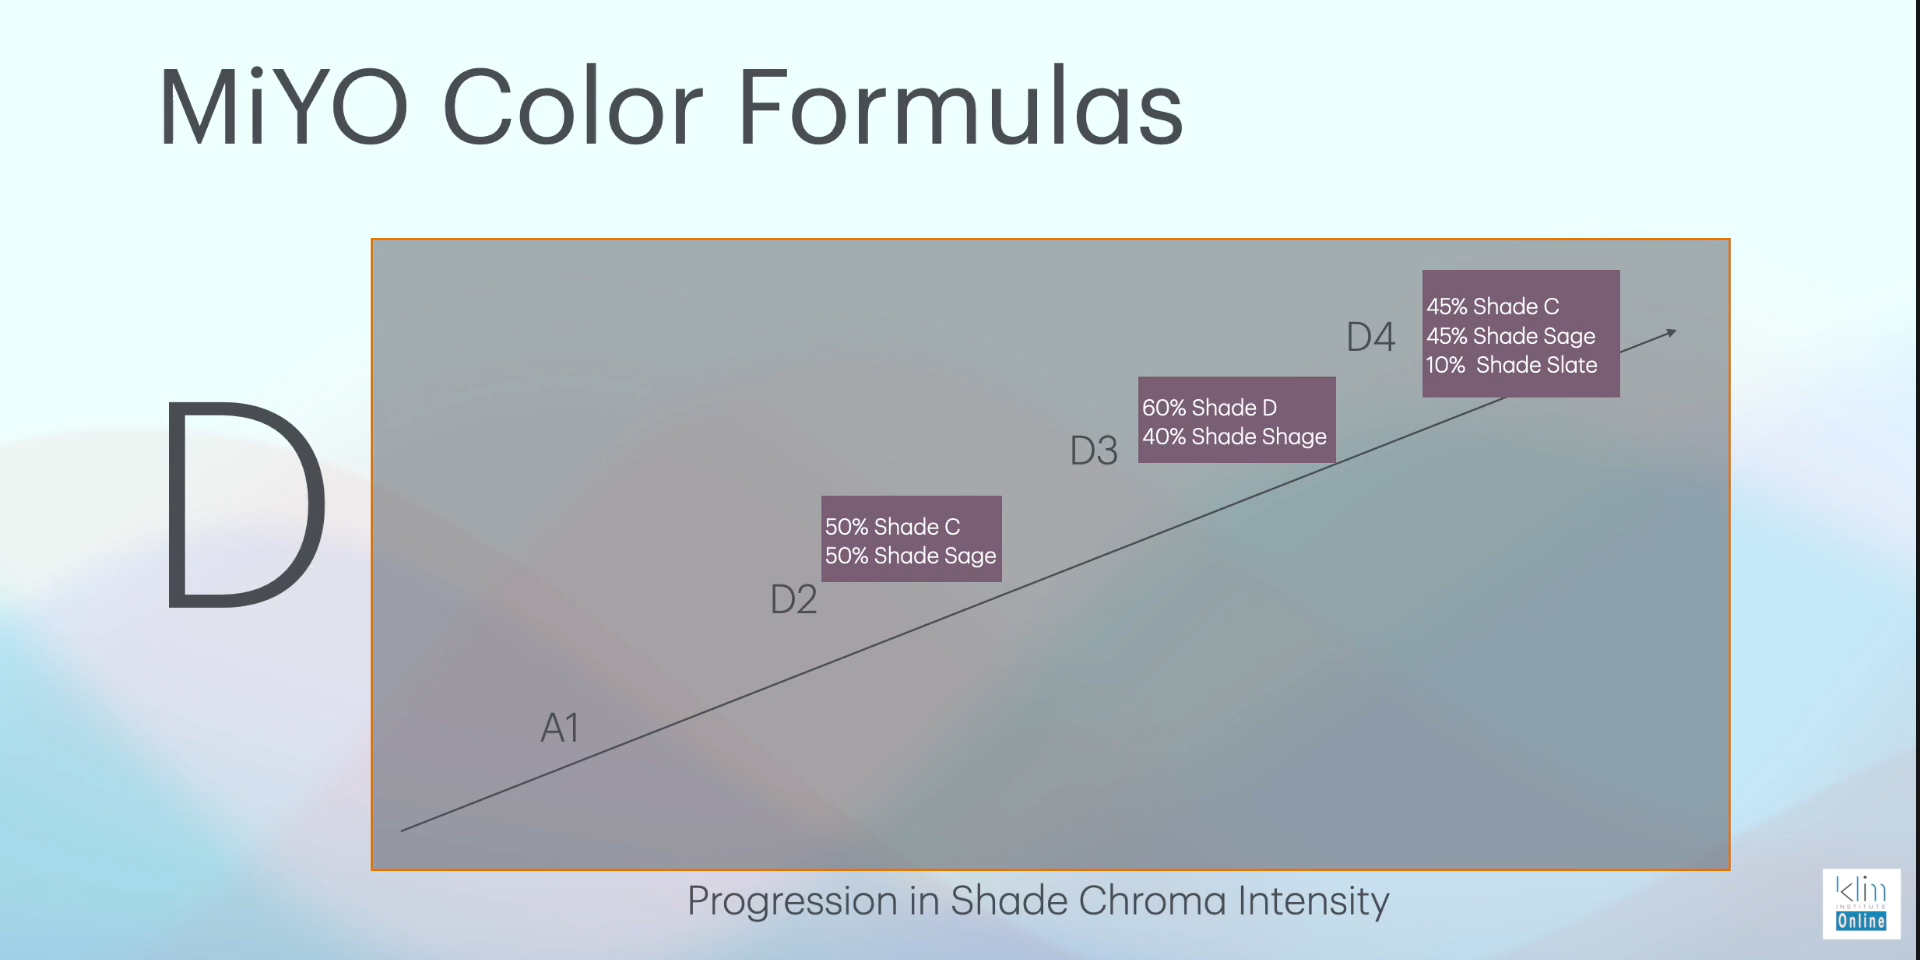 MiYO Color Formulas
D
D4
45% Shade C
45% Shade Sage
10% Shade Slate
D3
60% Shade D
40% Shade Shage
D2
50% Shade C
50% Shade Sage
A1
Progression in Shade Chroma Intensity
klim
INSTITUTE
Online